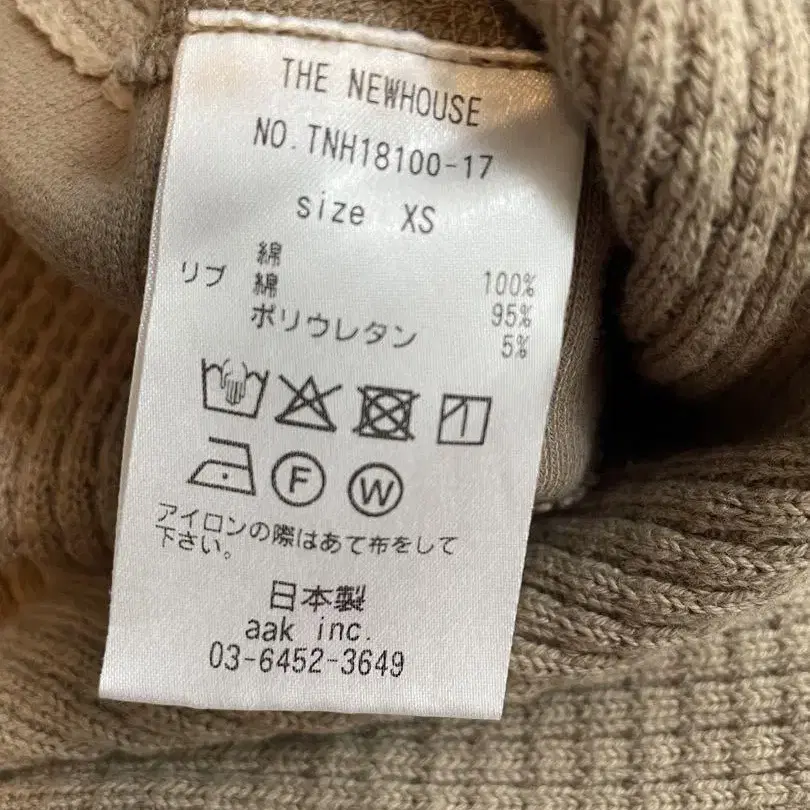 THE NEWHOUSE
NO.TNH18100-17
size XS
綿 100%
リブ 綿 95%
ポリウレタン 5%
F W
アイロンの際はあて布をして
下さい。
日本製
aak inc.
03-6452-3649